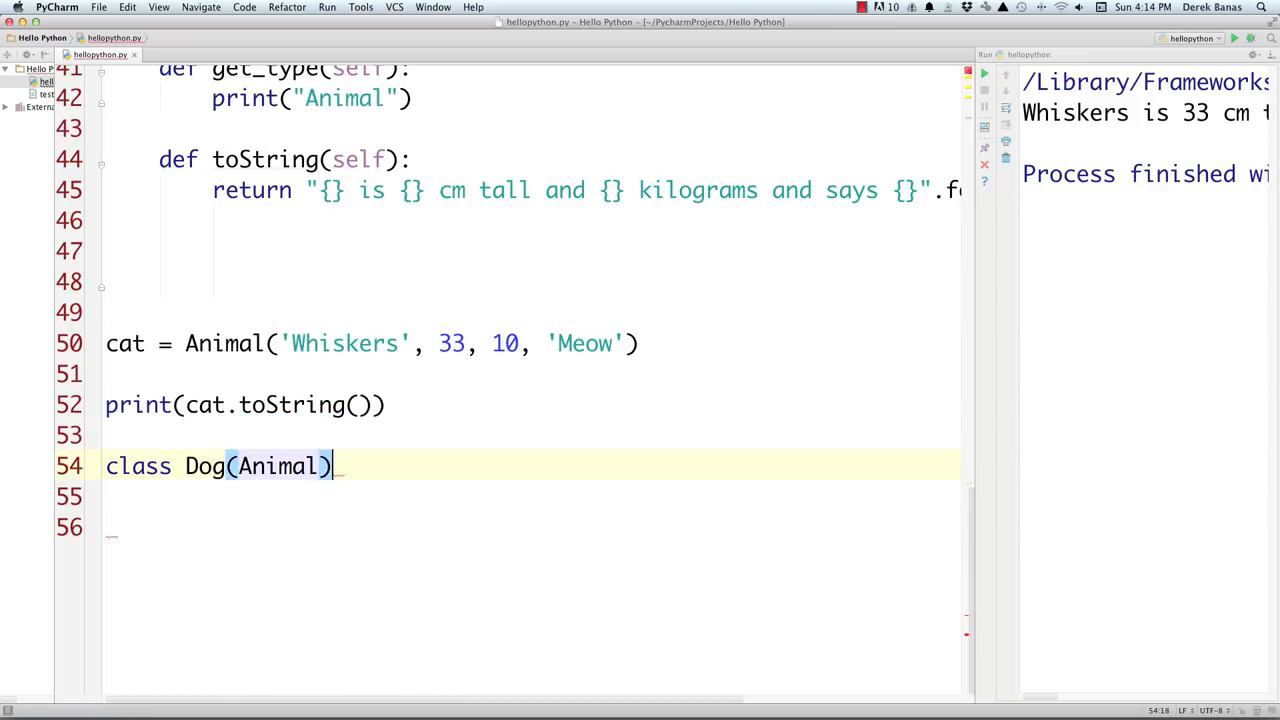 PyCharm File Edit View Navigate Code Refactor Run Tools VCS Window Help 10 8 Sun 4:14 PM Derek Banas
hellopython.py - Hello Python - [~/PycharmProjects/Hello Python]
Hello Python hellopython.py hellopython
hellopython.py Run hellopython
Hello P
hell
test
Extern
41 def get_type(self):
42 print("Animal")
43
44 def toString(self):
45 return "{} is {} cm tall and {} kilograms and says {}".fo
46
47
48
49
50 cat = Animal('Whiskers', 33, 10, 'Meow')
51
52 print(cat.toString())
53
54 class Dog(Animal)
55
56
/Library/Frameworks
Whiskers is 33 cm t
Process finished wi
54:18 LF UTF-8